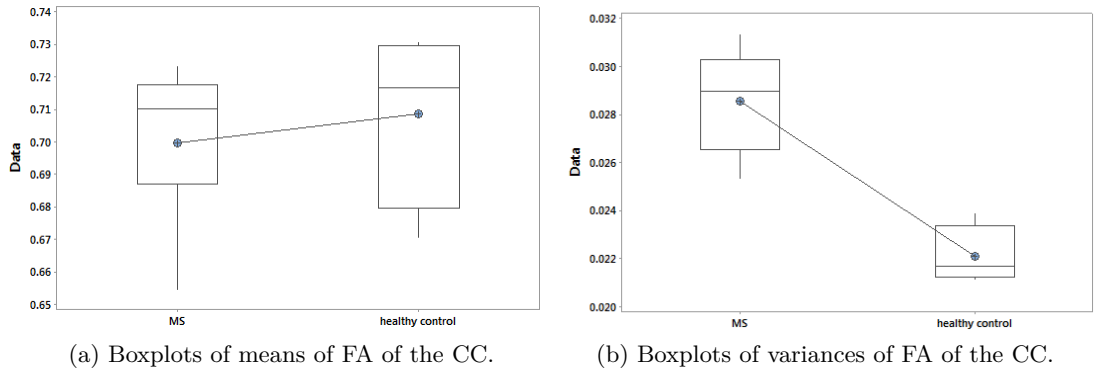 0.74
0.73
0.72
0.71
0.70
0.69
0.68
0.67
0.66
0.65
Data
MS healthy control
(a) Boxplots of means of FA of the CC.
0.032
0.030
0.028
0.026
0.024
0.022
0.020
Data
MS healthy control
(b) Boxplots of variances of FA of the CC.